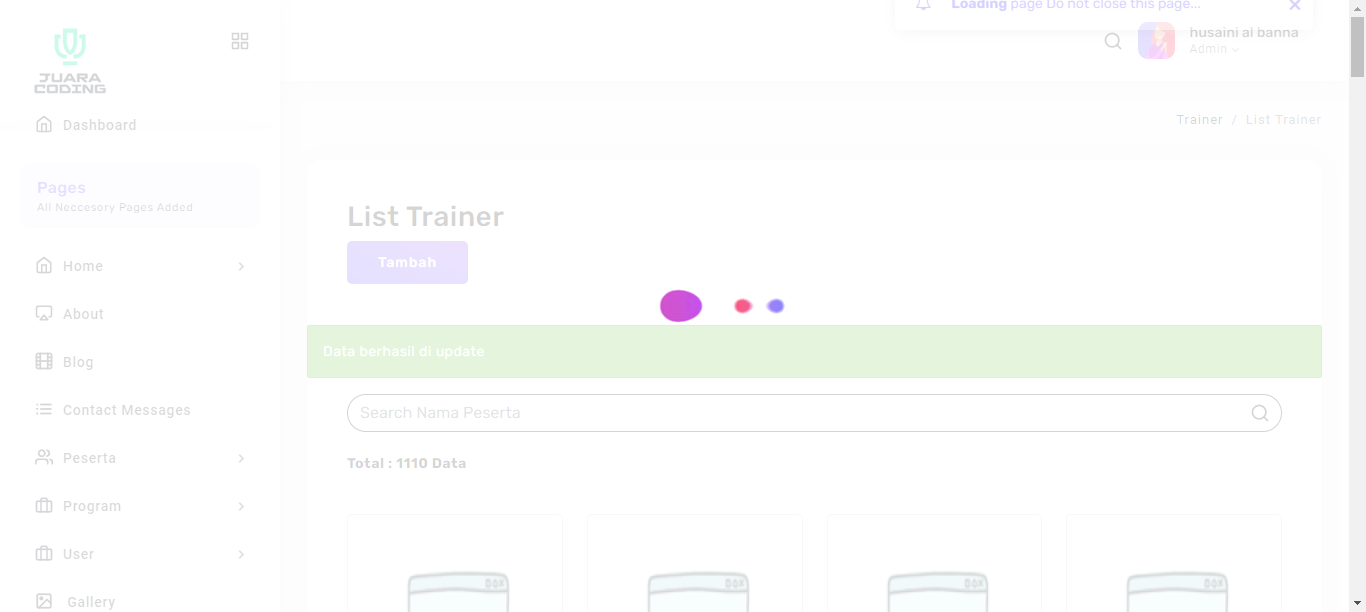 Loading page Do not close this page...
husaini al banna
Admin
JUARA
CODING
Dashboard
Trainer / List Trainer
Pages
All Neccesory Pages Added
List Trainer
Tambah
Home
About
Data berhasil di update
Blog
Contact Messages
Search Nama Peserta
Peserta
Total : 1110 Data
Program
User
Gallery